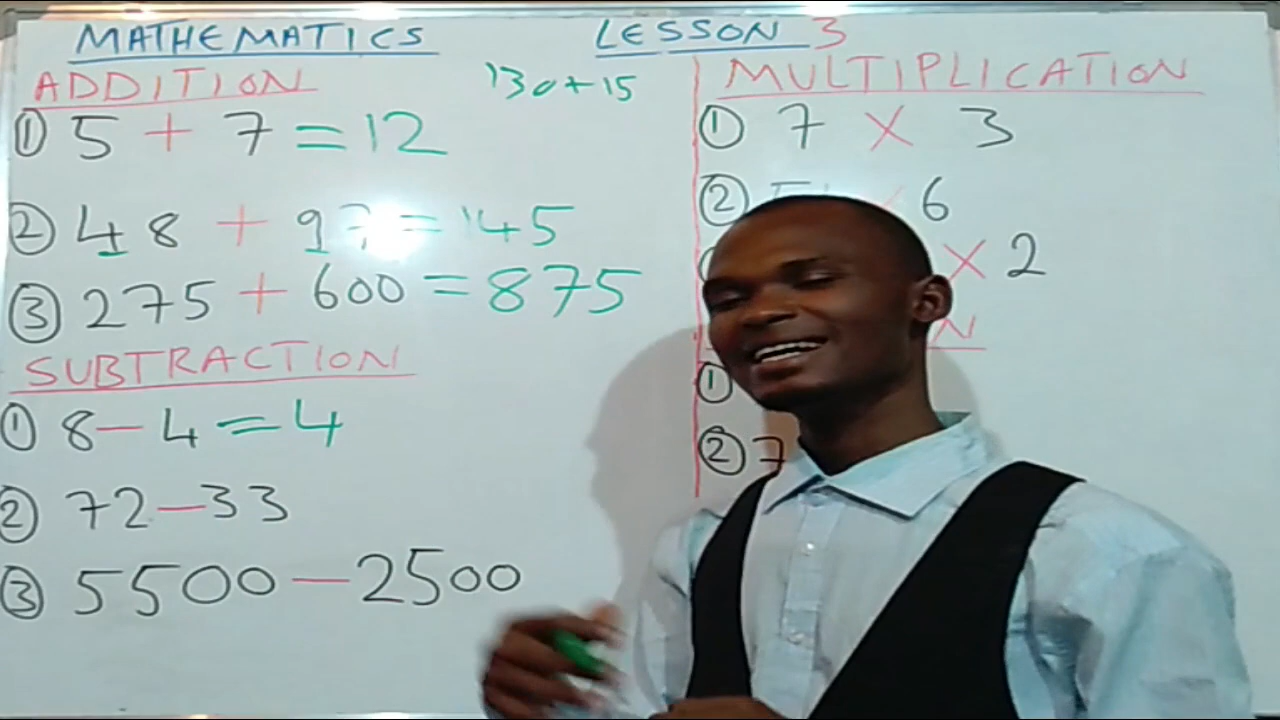 MATHEMATICS
LESSON 3
ADDITION
130+15
① 5 + 7 = 12
② 48 + 97 = 145
③ 275 + 600 = 875
SUBTRACTION
① 8 - 4 = 4
② 72 - 33
③ 5500 - 2500
MULTIPLICATION
① 7 X 3
② 6
X 2
N
①
② 7